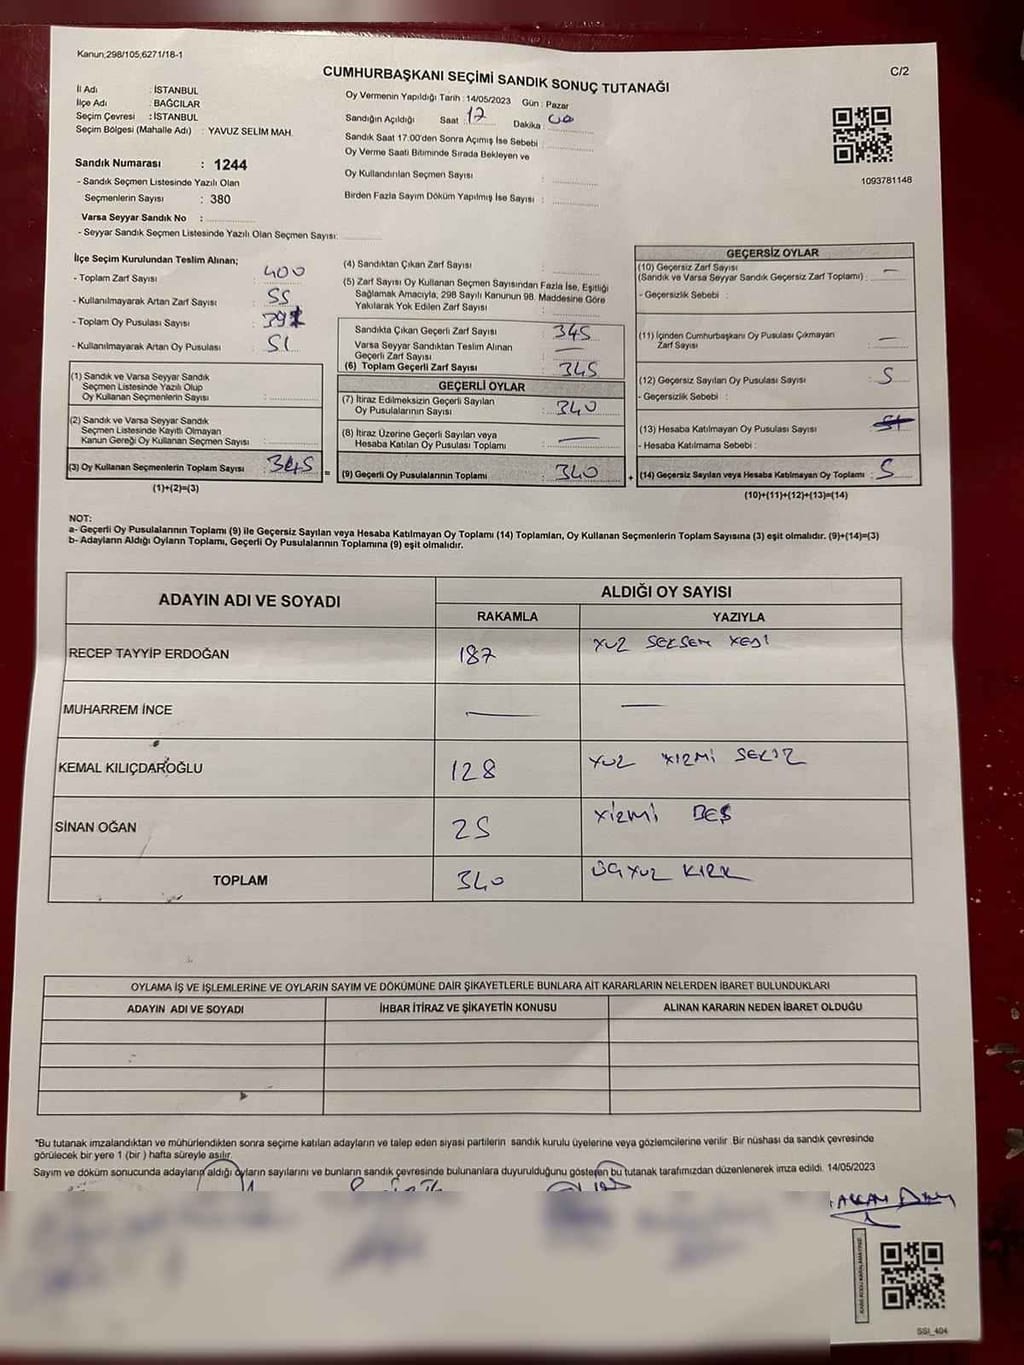 Kanun;298/105,6271/18-1
CUMHURBAŞKANI SEÇİMİ SANDIK SONUÇ TUTANAĞI
C/2
İl Adı : İSTANBUL
İlçe Adı : BAĞCILAR
Seçim Çevresi : İSTANBUL
Seçim Bölgesi (Mahalle Adı) : YAVUZ SELİM MAH.
Sandık Numarası : 1244
- Sandık Seçmen Listesinde Yazılı Olan
Seçmenlerin Sayısı : 380
Varsa Seyyar Sandık No :
- Seyyar Sandık Seçmen Listesinde Yazılı Olan Seçmen Sayısı:
Oy Vermenin Yapıldığı Tarih : 14/05/2023 Gün : Pazar
Sandığın Açıldığı Saat : 17 Dakika : 00
Sandık Saat 17:00'den Sonra Açımış İse Sebebi :
Oy Verme Saati Bitiminde Sırada Bekleyen ve
Oy Kullandırılan Seçmen Sayısı :
Birden Fazla Sayım Döküm Yapılmış İse Sayısı :
1093781148
İlçe Seçim Kurulundan Teslim Alınan;
- Toplam Zarf Sayısı : 400
- Kullanılmayarak Artan Zarf Sayısı : 55
- Toplam Oy Pusulası Sayısı :
- Kullanılmayarak Artan Oy Pusulası : 51
(1) Sandık ve Varsa Seyyar Sandık
Seçmen Listesinde Yazılı Olup
Oy Kullanan Seçmenlerin Sayısı :
(2) Sandık ve Varsa Seyyar Sandık
Seçmen Listesinde Kayıtlı Olmayan
Kanun Gereği Oy Kullanan Seçmen Sayısı :
(3) Oy Kullanan Seçmenlerin Toplam Sayısı : 345
(1)+(2)=(3)
(4) Sandıktan Çıkan Zarf Sayısı :
(5) Zarf Sayısı Oy Kullanan Seçmen Sayısından Fazla İse, Eşitliği
Sağlamak Amacıyla, 298 Sayılı Kanunun 98. Maddesine Göre
Yakılarak Yok Edilen Zarf Sayısı :
Sandıkta Çıkan Geçerli Zarf Sayısı : 345
Varsa Seyyar Sandıktan Teslim Alınan
Geçerli Zarf Sayısı : —
(6) Toplam Geçerli Zarf Sayısı : 345
GEÇERLİ OYLAR
(7) İtiraz Edilmeksizin Geçerli Sayılan
Oy Pusulalarının Sayısı : 340
(8) İtiraz Üzerine Geçerli Sayılan veya
Hesaba Katılan Oy Pusulası Toplamı : —
(9) Geçerli Oy Pusulalarının Toplamı : 340
GEÇERSİZ OYLAR
(10) Geçersiz Zarf Sayısı
(Sandık ve Varsa Seyyar Sandık Geçersiz Zarf Toplamı) : —
- Geçersizlik Sebebi :
(11) İçinden Cumhurbaşkanı Oy Pusulası Çıkmayan
Zarf Sayısı : —
(12) Geçersiz Sayılan Oy Pusulası Sayısı : 5
- Geçersizlik Sebebi :
(13) Hesaba Katılmayan Oy Pusulası Sayısı :
- Hesaba Katılmama Sebebi :
(14) Geçersiz Sayılan veya Hesaba Katılmayan Oy Toplamı : 5
(10)+(11)+(12)+(13)=(14)
NOT:
a- Geçerli Oy Pusulalarının Toplamı (9) ile Geçersiz Sayılan veya Hesaba Katılmayan Oy Toplamı (14) Toplamları, Oy Kullanan Seçmenlerin Toplam Sayısına (3) eşit olmalıdır. (9)+(14)=(3)
b- Adayların Aldığı Oyların Toplamı, Geçerli Oy Pusulalarının Toplamına (9) eşit olmalıdır.
ADAYIN ADI VE SOYADI
ALDIĞI OY SAYISI
RAKAMLA YAZIYLA
RECEP TAYYİP ERDOĞAN 187 YUZ SEKSEN YEDİ
MUHARREM İNCE — —
KEMAL KILIÇDAROĞLU 128 YUZ YIRMİ SEKİZ
SİNAN OĞAN 25 YİRMİ BEŞ
TOPLAM 340 ÜÇYUZ KIRK
OYLAMA İŞ VE İŞLEMLERİNE VE OYLARIN SAYIM VE DÖKÜMÜNE DAİR ŞİKAYETLERLE BUNLARA AİT KARARLARIN NELERDEN İBARET BULUNDUKLARI
ADAYIN ADI VE SOYADI İHBAR İTİRAZ VE ŞİKAYETİN KONUSU ALINAN KARARIN NEDEN İBARET OLDUĞU
*Bu tutanak imzalandıktan ve mühürlendikten sonra seçime katılan adayların ve talep eden siyasi partilerin sandık kurulu üyelerine veya gözlemcilerine verilir. Bir nüshası da sandık çevresinde
görülecek bir yere 1 (bir ) hafta süreyle asılır.
Sayım ve döküm sonucunda adayların aldığı oyların sayılarını ve bunların sandık çevresinde bulunanlara duyurulduğunu gösteren bu tutanak tarafımızdan düzenlenerek imza edildi. 14/05/2023
SSI_404